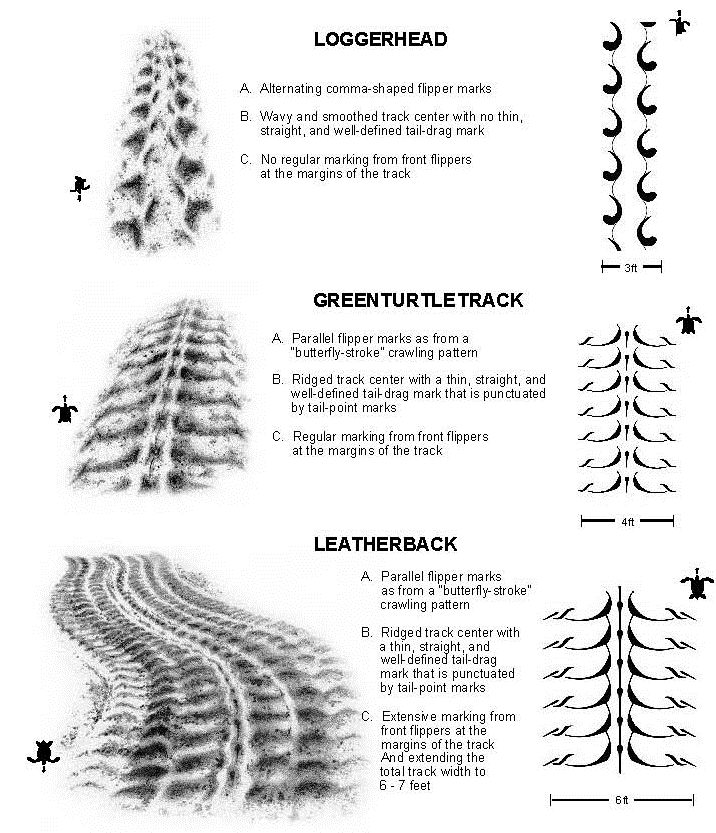 LOGGERHEAD
A. Alternating comma-shaped flipper marks
B. Wavy and smoothed track center with no thin,
straight, and well-defined tail-drag mark
C. No regular marking from front flippers
at the margins of the track
3ft
GREENTURTLETRACK
A. Parallel flipper marks as from a
"butterfly-stroke" crawling pattern
B. Ridged track center with a thin, straight, and
well-defined tail-drag mark that is punctuated
by tail-point marks
C. Regular marking from front flippers
at the margins of the track
4ft
LEATHERBACK
A. Parallel flipper marks
as from a "butterfly-stroke"
crawling pattern
B. Ridged track center with
a thin, straight, and
well-defined tail-drag
mark that is punctuated
by tail-point marks
C. Extensive marking from
front flippers at the
margins of the track
And extending the
total track width to
6 - 7 feet
6ft